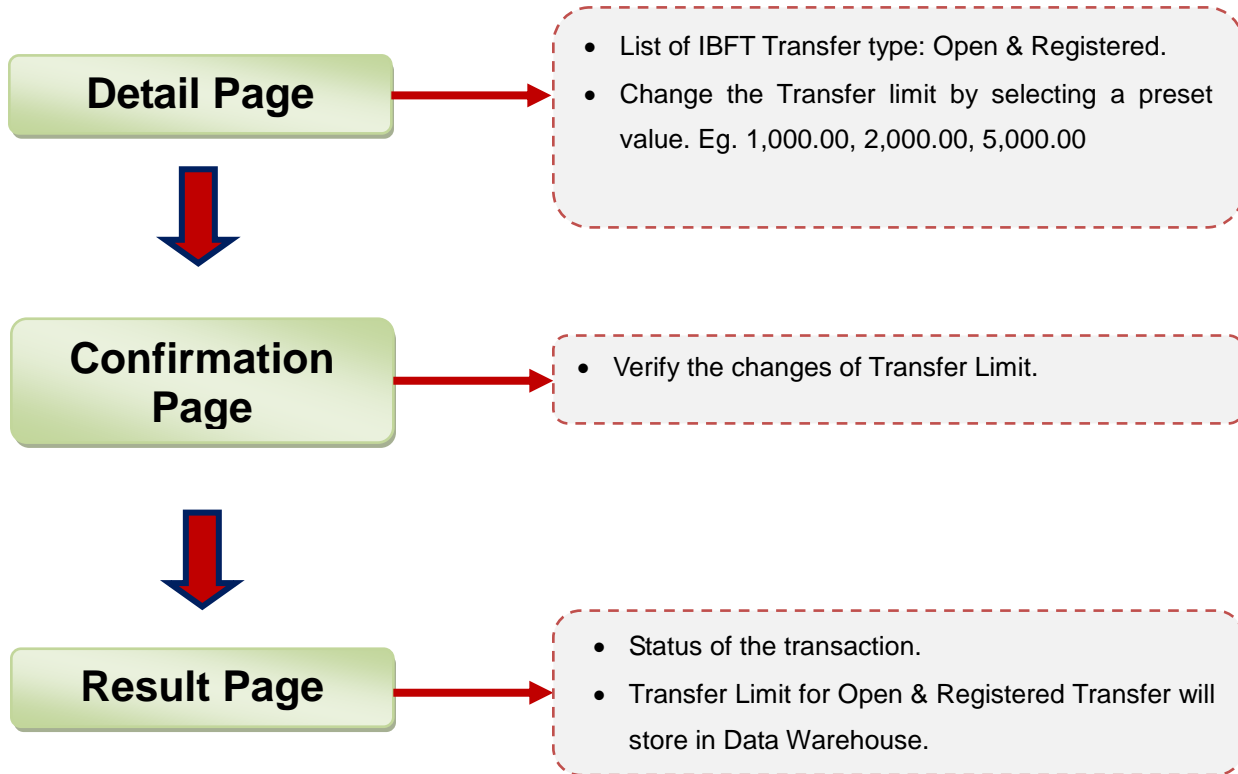 Detail Page
• List of IBFT Transfer type: Open & Registered.
• Change the Transfer limit by selecting a preset
value. Eg. 1,000.00, 2,000.00, 5,000.00
Confirmation
Page
• Verify the changes of Transfer Limit.
Result Page
• Status of the transaction.
• Transfer Limit for Open & Registered Transfer will
store in Data Warehouse.